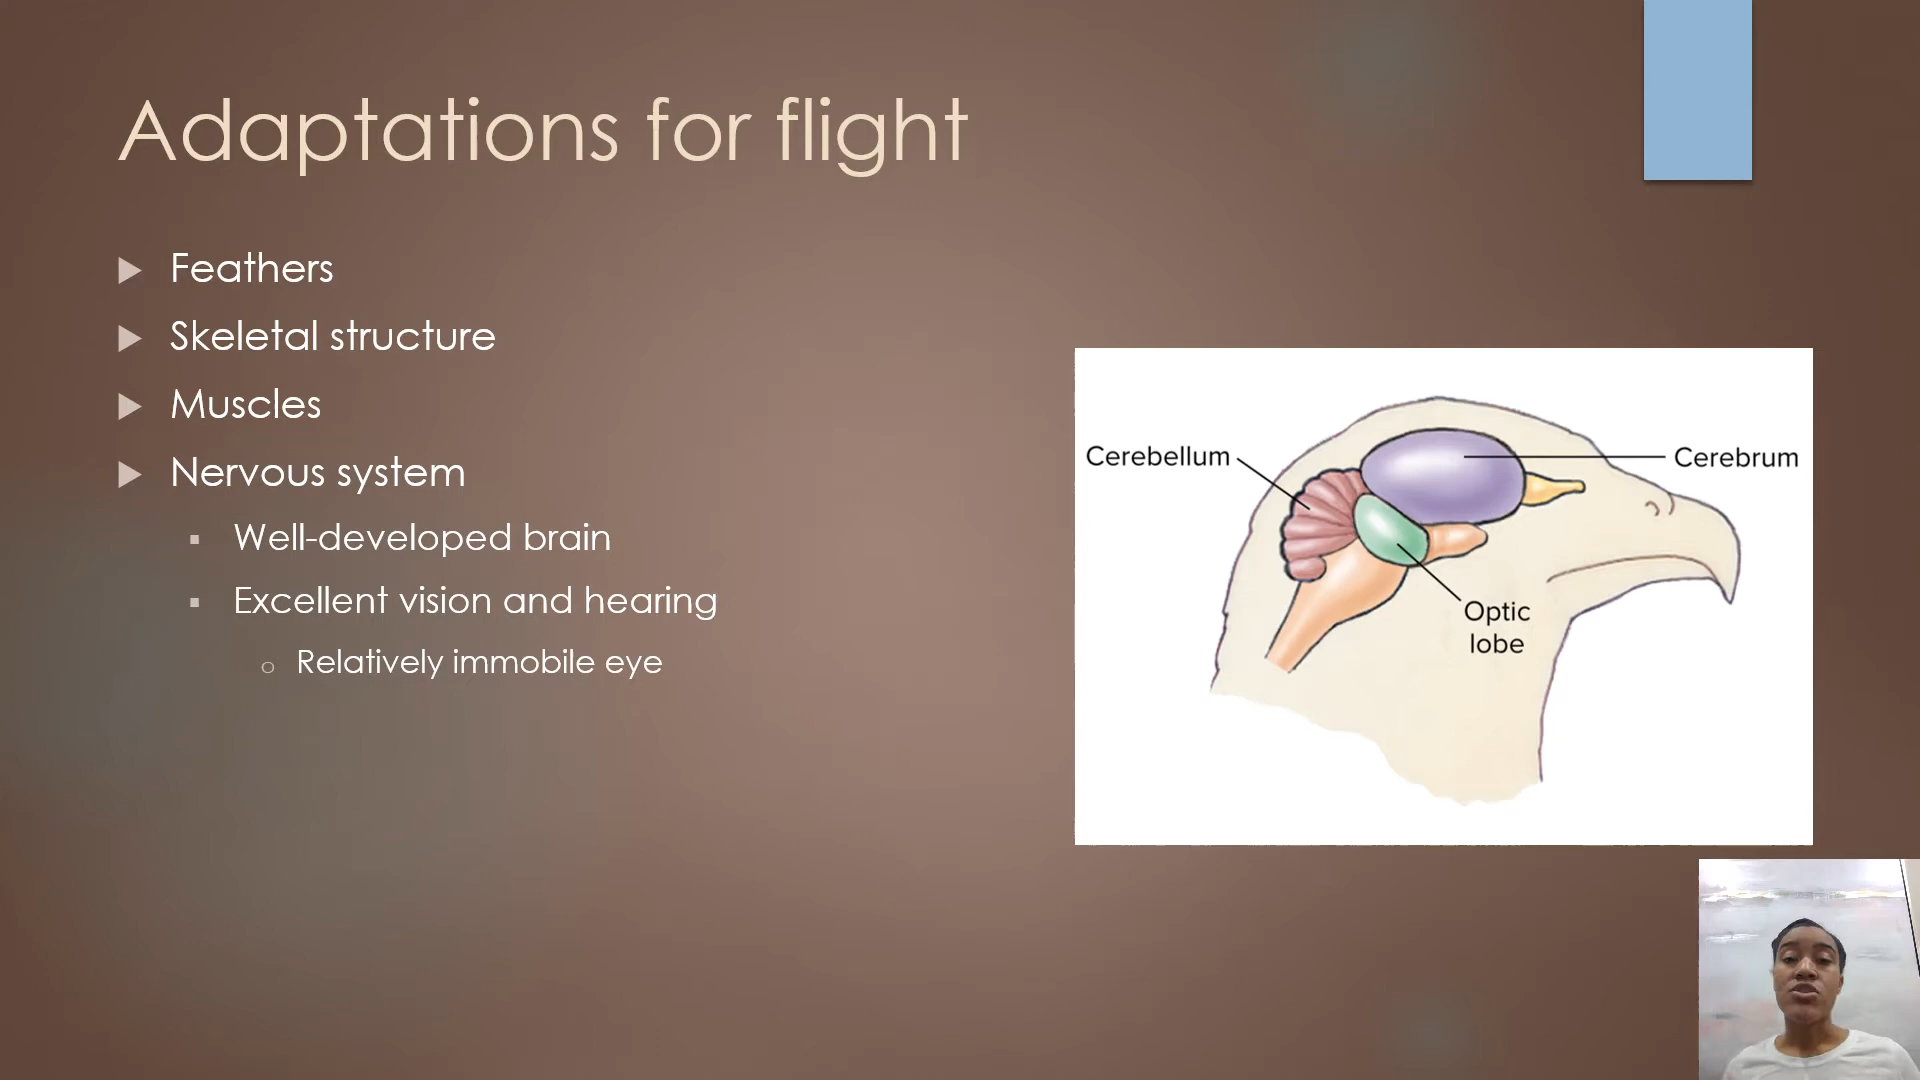 Adaptations for flight
Feathers
Skeletal structure
Muscles
Nervous system
Well-developed brain
Excellent vision and hearing
Relatively immobile eye
Cerebellum
Cerebrum
Optic
lobe